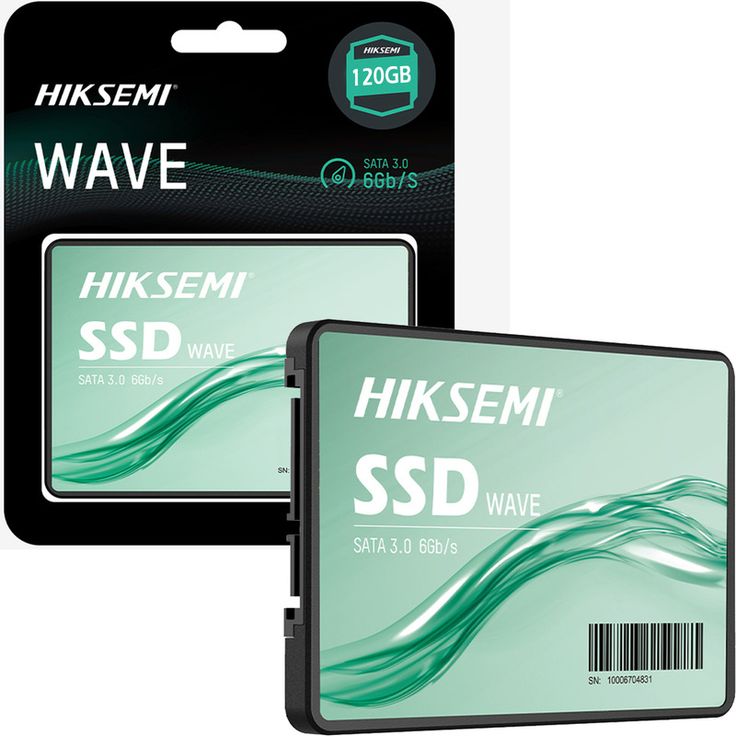 HIKSEMI®
HIKSEMI
120GB
WAVE
SATA 3.0
6Gb/S
HIKSEMI®
SSD WAVE
SATA 3.0 6Gb/s
SN:
HIKSEMI®
SSD WAVE
SATA 3.0 6Gb/s
SN: 10006704831